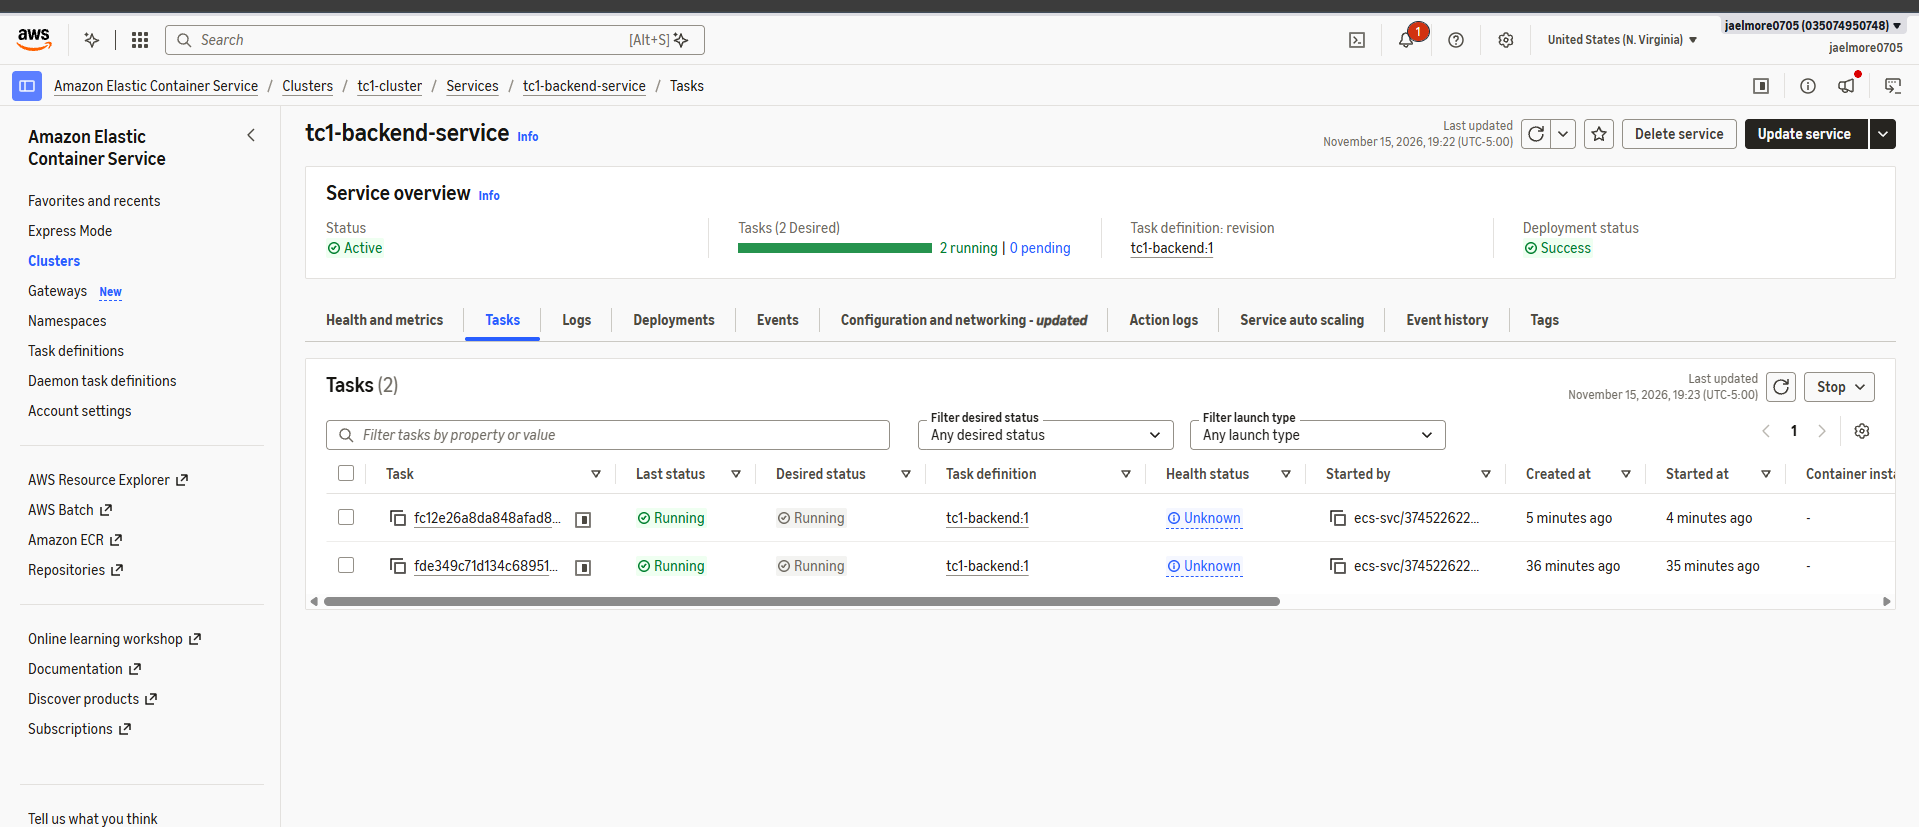 aws
Search
[Alt+S]
1
United States (N. Virginia)
jaelmore0705 (035074950748)
jaelmore0705
Amazon Elastic Container Service / Clusters / tc1-cluster / Services / tc1-backend-service / Tasks
Amazon Elastic
Container Service
Favorites and recents
Express Mode
Clusters
Gateways New
Namespaces
Task definitions
Daemon task definitions
Account settings
AWS Resource Explorer
AWS Batch
Amazon ECR
Repositories
Online learning workshop
Documentation
Discover products
Subscriptions
Tell us what you think
tc1-backend-service Info
Last updated
November 15, 2026, 19:22 (UTC-5:00)
Delete service
Update service
Service overview Info
Status
Active
Tasks (2 Desired)
2 running | 0 pending
Task definition: revision
tc1-backend:1
Deployment status
Success
Health and metrics
Tasks
Logs
Deployments
Events
Configuration and networking - updated
Action logs
Service auto scaling
Event history
Tags
Tasks (2)
Last updated
November 15, 2026, 19:23 (UTC-5:00)
Stop
Filter tasks by property or value
Filter desired status
Any desired status
Filter launch type
Any launch type
1
Task Last status Desired status Task definition Health status Started by Created at Started at Container insta
fc12e26a8da848afad8... Running Running tc1-backend:1 Unknown ecs-svc/374522622... 5 minutes ago 4 minutes ago -
fde349c71d134c68951... Running Running tc1-backend:1 Unknown ecs-svc/374522622... 36 minutes ago 35 minutes ago -